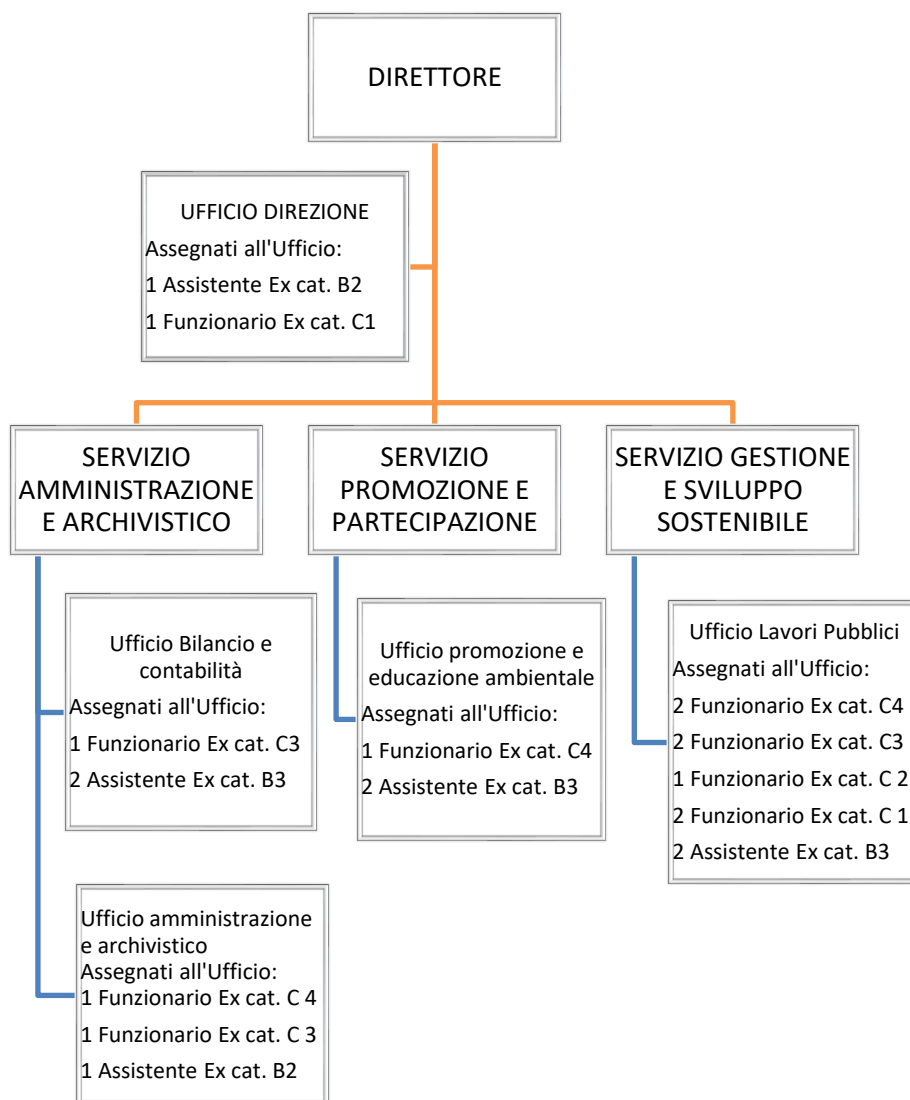 DIRETTORE
UFFICIO DIREZIONE
Assegnati all'Ufficio:
1 Assistente Ex cat. B2
1 Funzionario Ex cat. C1
SERVIZIO
AMMINISTRAZIONE
E ARCHIVISTICO
SERVIZIO
PROMOZIONE E
PARTECIPAZIONE
SERVIZIO GESTIONE
E SVILUPPO
SOSTENIBILE
Ufficio Bilancio e
contabilità
Assegnati all'Ufficio:
1 Funzionario Ex cat. C3
2 Assistente Ex cat. B3
Ufficio promozione e
educazione ambientale
Assegnati all'Ufficio:
1 Funzionario Ex cat. C4
2 Assistente Ex cat. B3
Ufficio Lavori Pubblici
Assegnati all'Ufficio:
2 Funzionario Ex cat. C4
2 Funzionario Ex cat. C3
1 Funzionario Ex cat. C 2
2 Funzionario Ex cat. C 1
2 Assistente Ex cat. B3
Ufficio amministrazione
e archivistico
Assegnati all'Ufficio:
1 Funzionario Ex cat. C 4
1 Funzionario Ex cat. C 3
1 Assistente Ex cat. B2